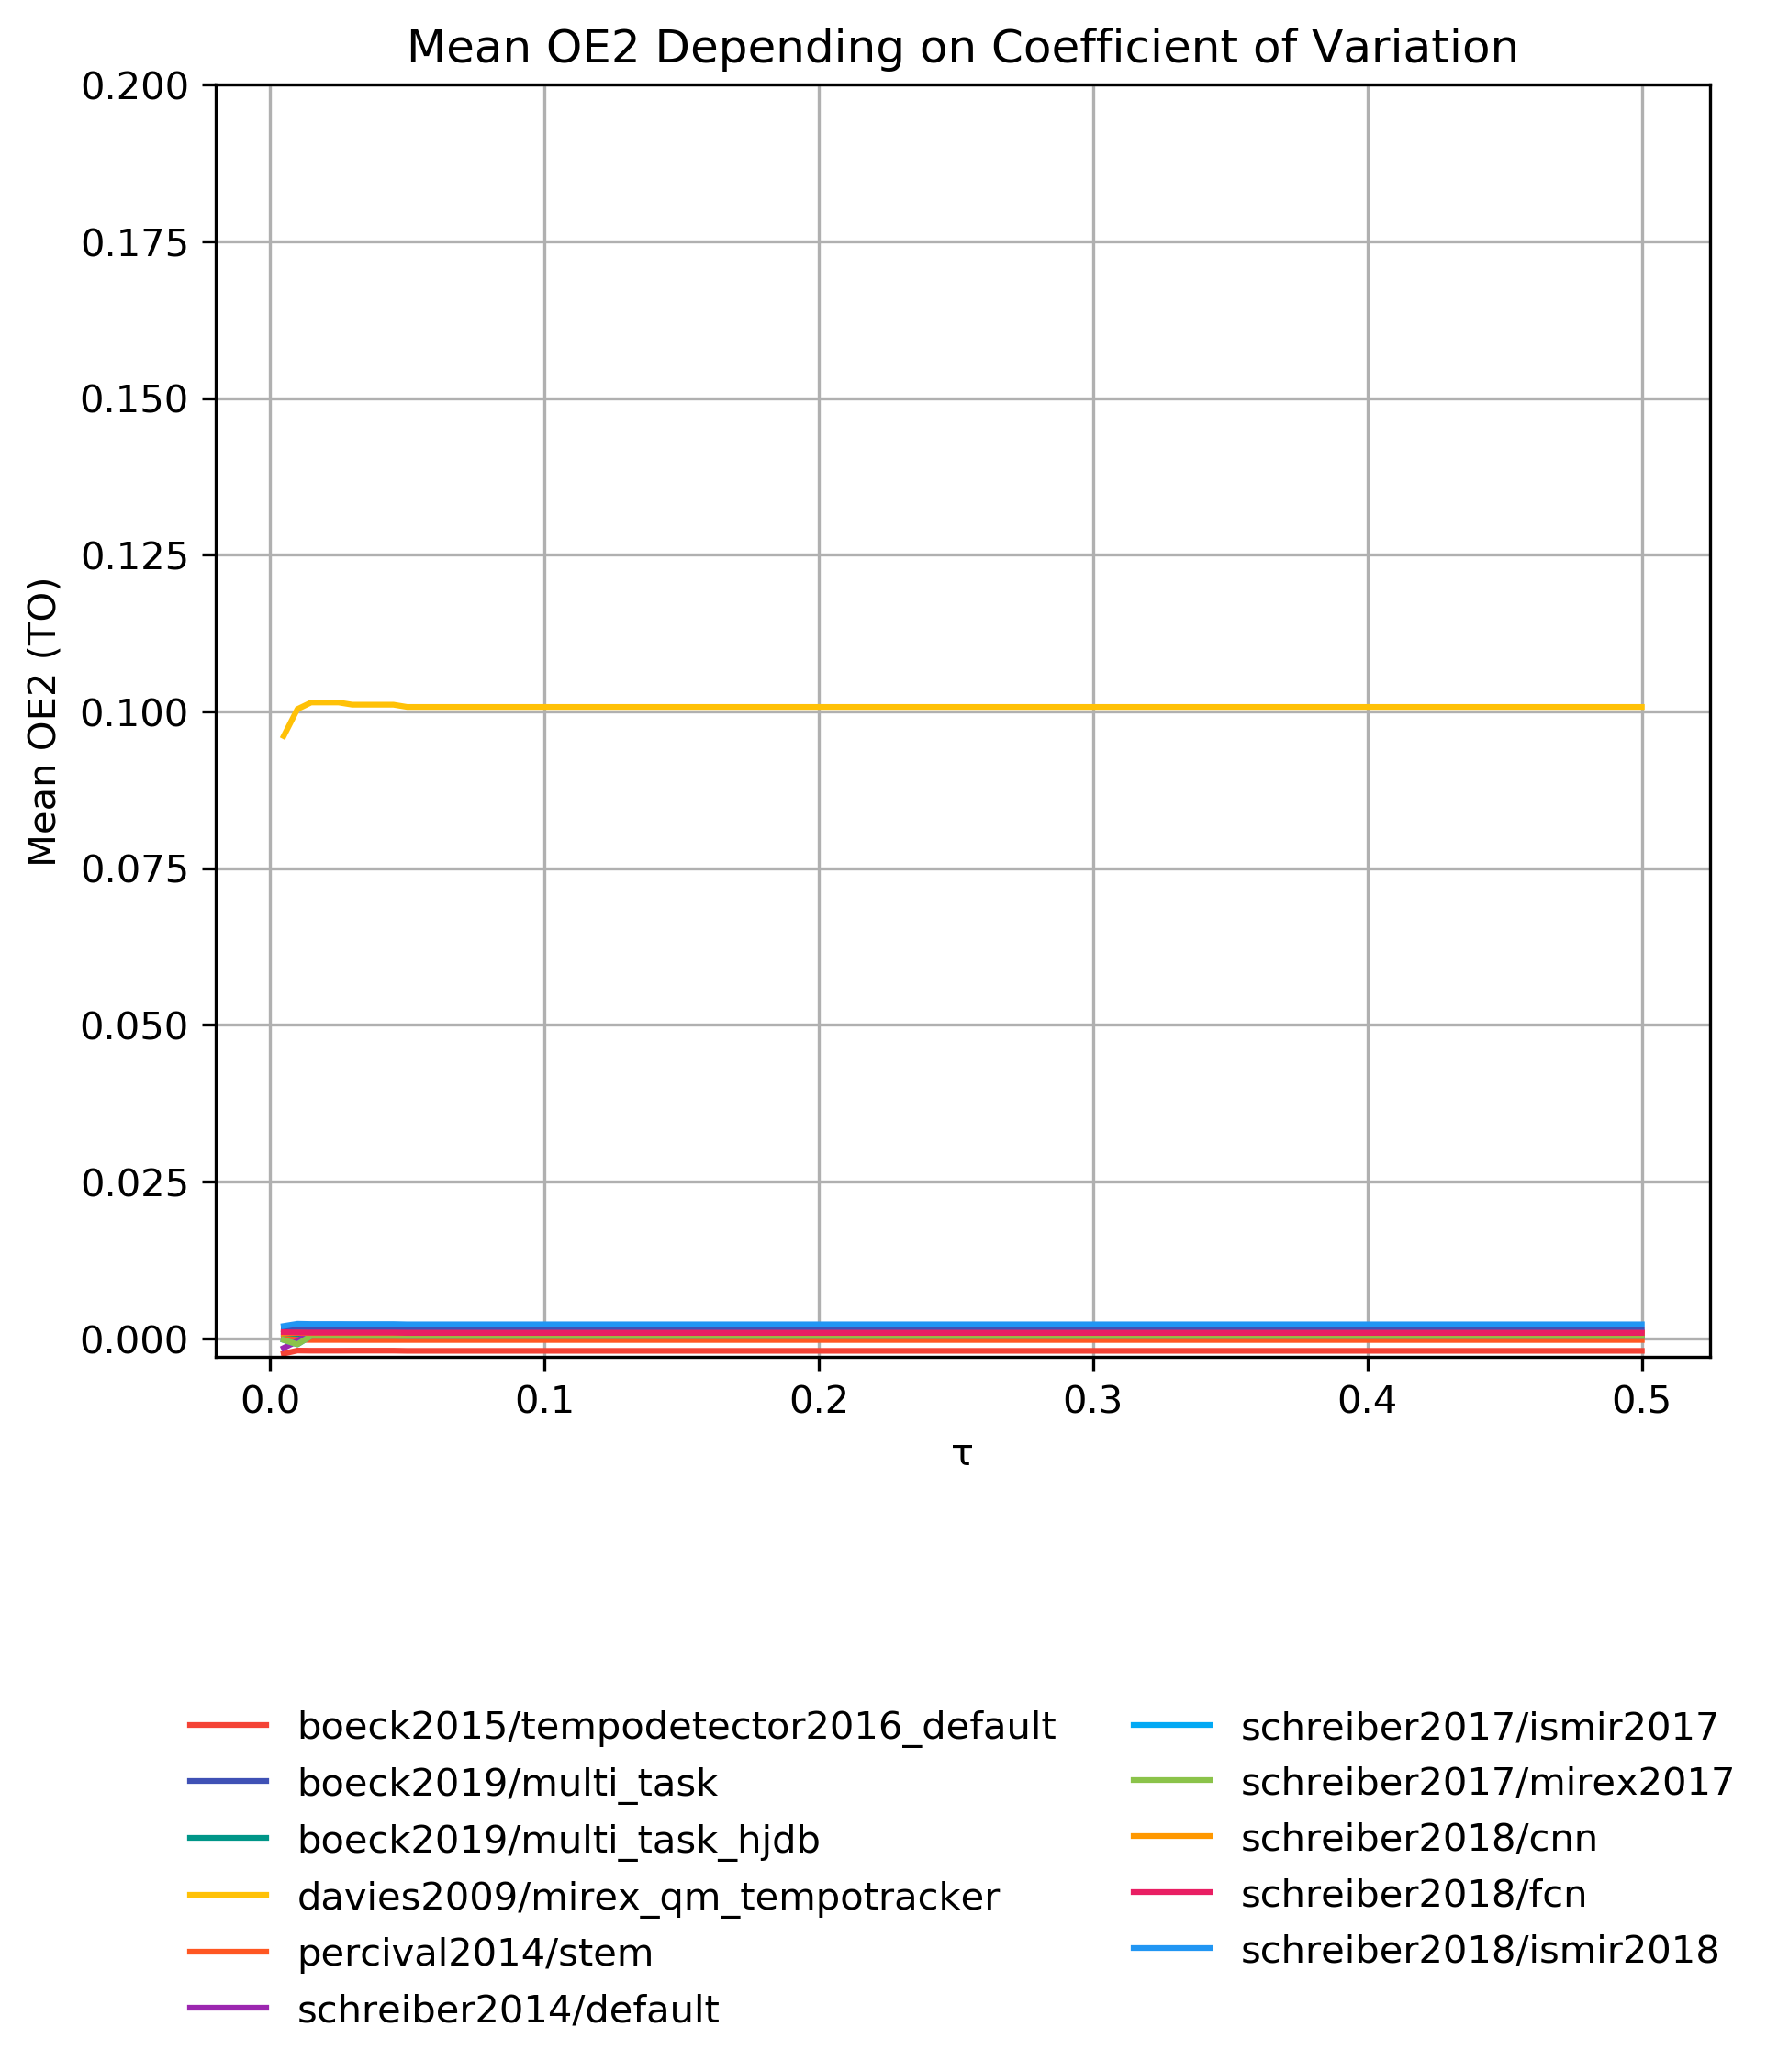 Mean OE2 Depending on Coefficient of Variation
0.200
0.175
0.150
0.125
0.100
0.075
0.050
0.025
0.000
Mean OE2 (TO)
0.0 0.1 0.2 0.3 0.4 0.5
τ
boeck2015/tempodetector2016_default
boeck2019/multi_task
boeck2019/multi_task_hjdb
davies2009/mirex_qm_tempotracker
percival2014/stem
schreiber2014/default
schreiber2017/ismir2017
schreiber2017/mirex2017
schreiber2018/cnn
schreiber2018/fcn
schreiber2018/ismir2018